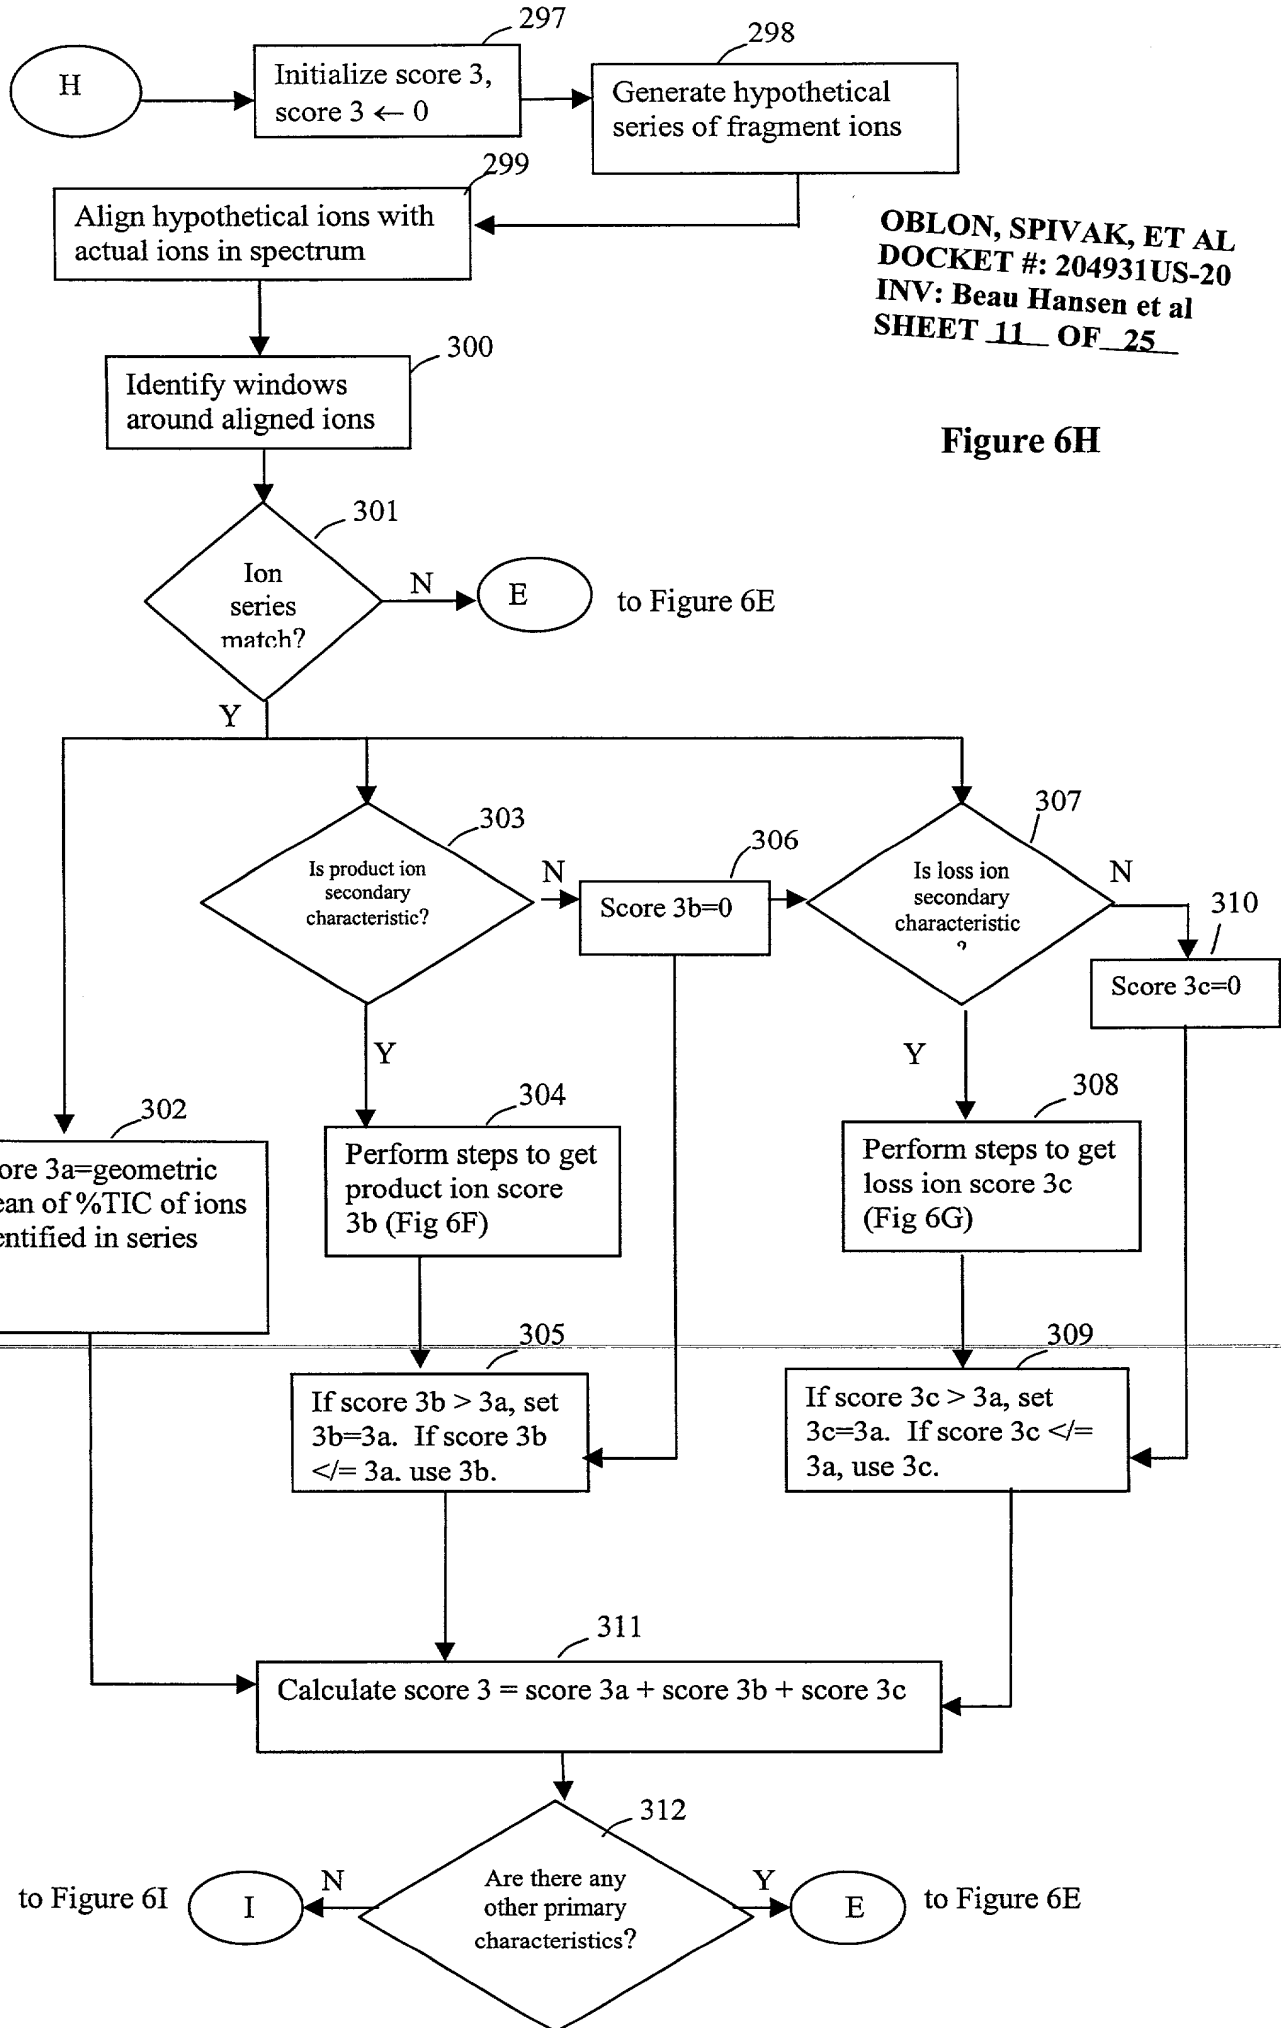 297
298
H
Initialize score 3,
score 3 ← 0
Generate hypothetical
series of fragment ions
299
Align hypothetical ions with
actual ions in spectrum
OBLON, SPIVAK, ET AL
DOCKET #: 204931US-20
INV: Beau Hansen et al
SHEET 11 OF 25
300
Identify windows
around aligned ions
Figure 6H
301
Ion
series
match?
N
E
to Figure 6E
Y
303
Is product ion
secondary
characteristic?
N
306
Score 3b=0
307
Is loss ion
secondary
characteristic
?
N
310
Score 3c=0
Y
Y
302
ore 3a=geometric
ean of %TIC of ions
entified in series
304
Perform steps to get
product ion score
3b (Fig 6F)
308
Perform steps to get
loss ion score 3c
(Fig 6G)
305
If score 3b > 3a, set
3b=3a. If score 3b
</= 3a. use 3b.
309
If score 3c > 3a, set
3c=3a. If score 3c </=
3a, use 3c.
311
Calculate score 3 = score 3a + score 3b + score 3c
312
Are there any
other primary
characteristics?
to Figure 6I
I
N
Y
E
to Figure 6E